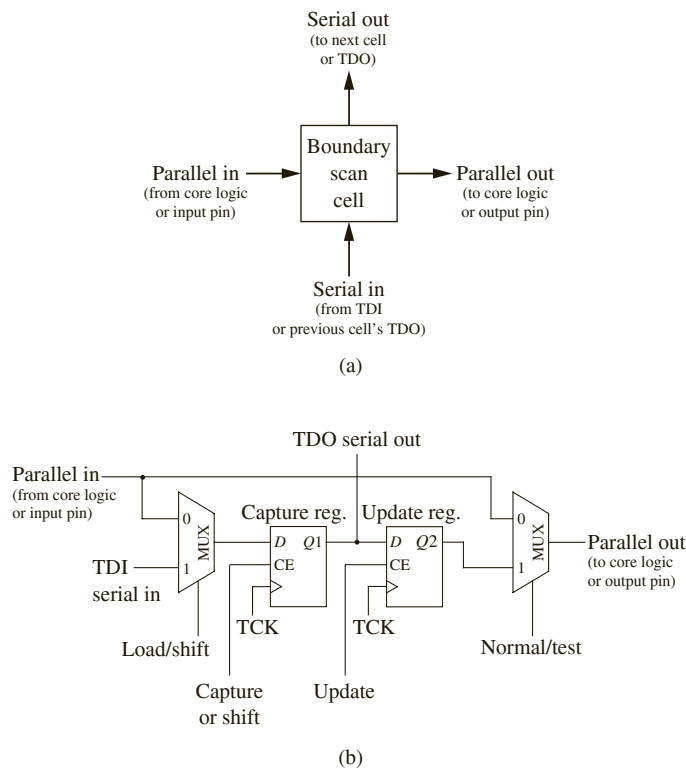 Serial out
(to next cell
or TDO)
Boundary
scan
cell
Parallel in
(from core logic
or input pin)
Parallel out
(to core logic
or output pin)
Serial in
(from TDI
or previous cell's TDO)
(a)
TDO serial out
Parallel in
(from core logic
or input pin)
Capture reg.
Update reg.
0
MUX
1
D Q1
CE
D Q2
CE
0
MUX
1
Parallel out
(to core logic
or output pin)
TDI
serial in
TCK
TCK
Load/shift
Normal/test
Capture
or shift
Update
(b)